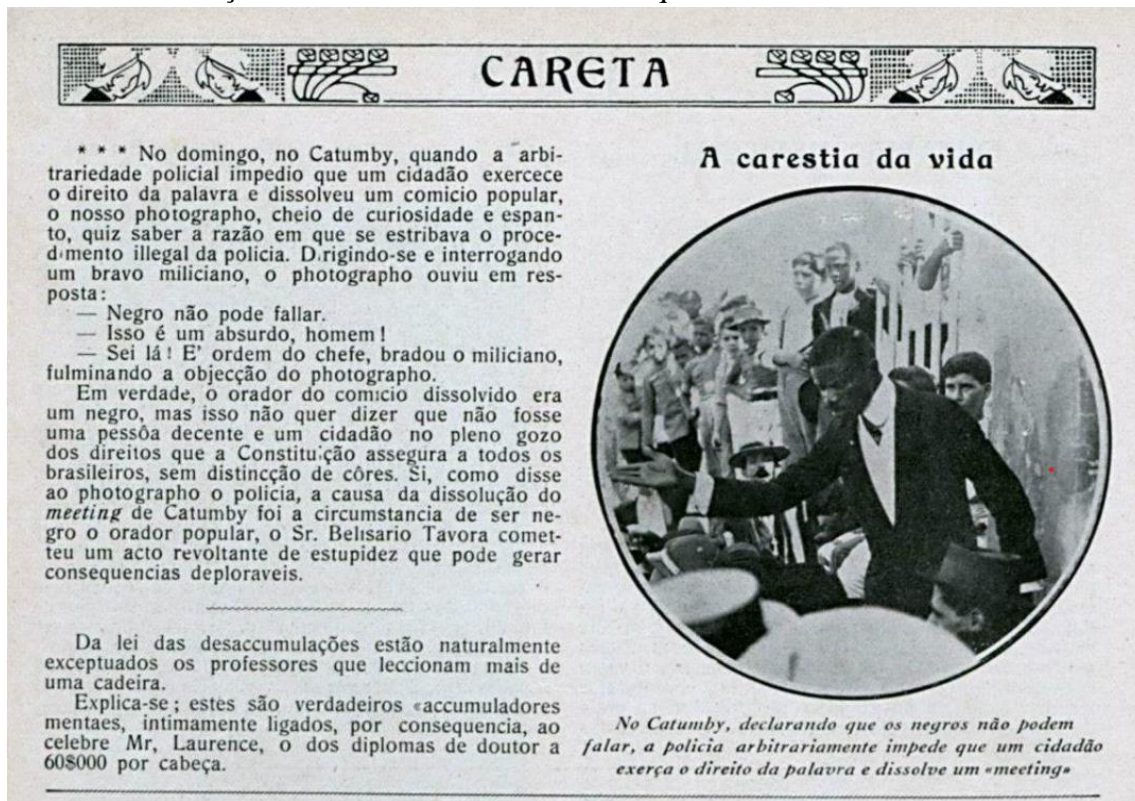 CARETA
* * * No domingo, no Catumby, quando a arbi-
trariedade policial impedio que um cidadão exercece
o direito da palavra e dissolveu um comicio popular,
o nosso photographo, cheio de curiosidade e espan-
to, quiz saber a razão em que se estribava o proce-
dimento illegal da policia. Dirigindo-se e interrogando
um bravo miliciano, o photographo ouviu em res-
posta:
— Negro não pode fallar.
— Isso é um absurdo, homem!
— Sei lá! E' ordem do chefe, bradou o miliciano,
fulminando a objecção do photographo.
Em verdade, o orador do comicio dissolvido era
um negro, mas isso não quer dizer que não fosse
uma pessôa decente e um cidadão no pleno gozo
dos direitos que a Constituição assegura a todos os
brasileiros, sem distincção de côres. Si, como disse
ao photographo o policia, a causa da dissolução do
meeting de Catumby foi a circumstancia de ser ne-
gro o orador popular, o Sr. Belisario Tavora comet-
teu um acto revoltante de estupidez que pode gerar
consequencias deploraveis.
Da lei das desaccumulações estão naturalmente
exceptuados os professores que leccionam mais de
uma cadeira.
Explica-se; estes são verdadeiros «accumuladores
mentaes, intimamente ligados, por consequencia, ao
celebre Mr, Laurence, o dos diplomas de doutor a
60$000 por cabeça.
A carestia da vida
No Catumby, declarando que os negros não podem
falar, a policia arbitrariamente impede que um cidadão
exerça o direito da palavra e dissolve um «meeting»